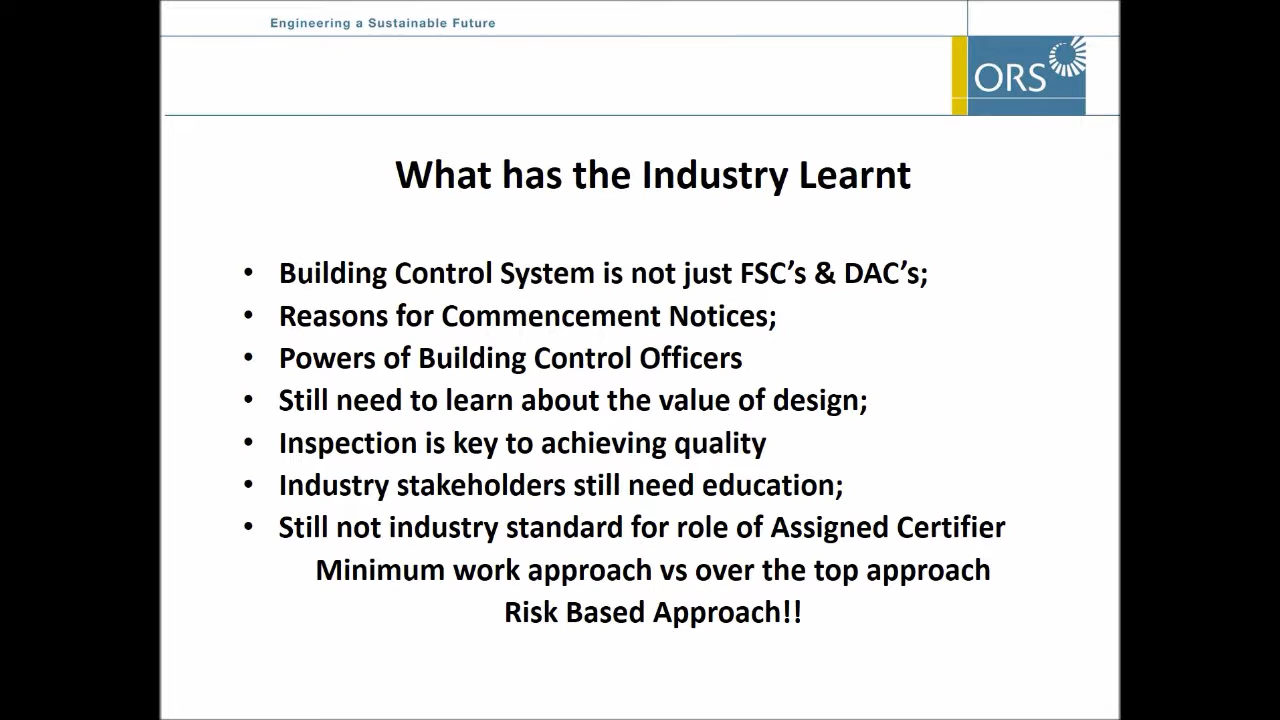 Engineering a Sustainable Future
ORS
What has the Industry Learnt
• Building Control System is not just FSC’s & DAC’s;
• Reasons for Commencement Notices;
• Powers of Building Control Officers
• Still need to learn about the value of design;
• Inspection is key to achieving quality
• Industry stakeholders still need education;
• Still not industry standard for role of Assigned Certifier
Minimum work approach vs over the top approach
Risk Based Approach!!